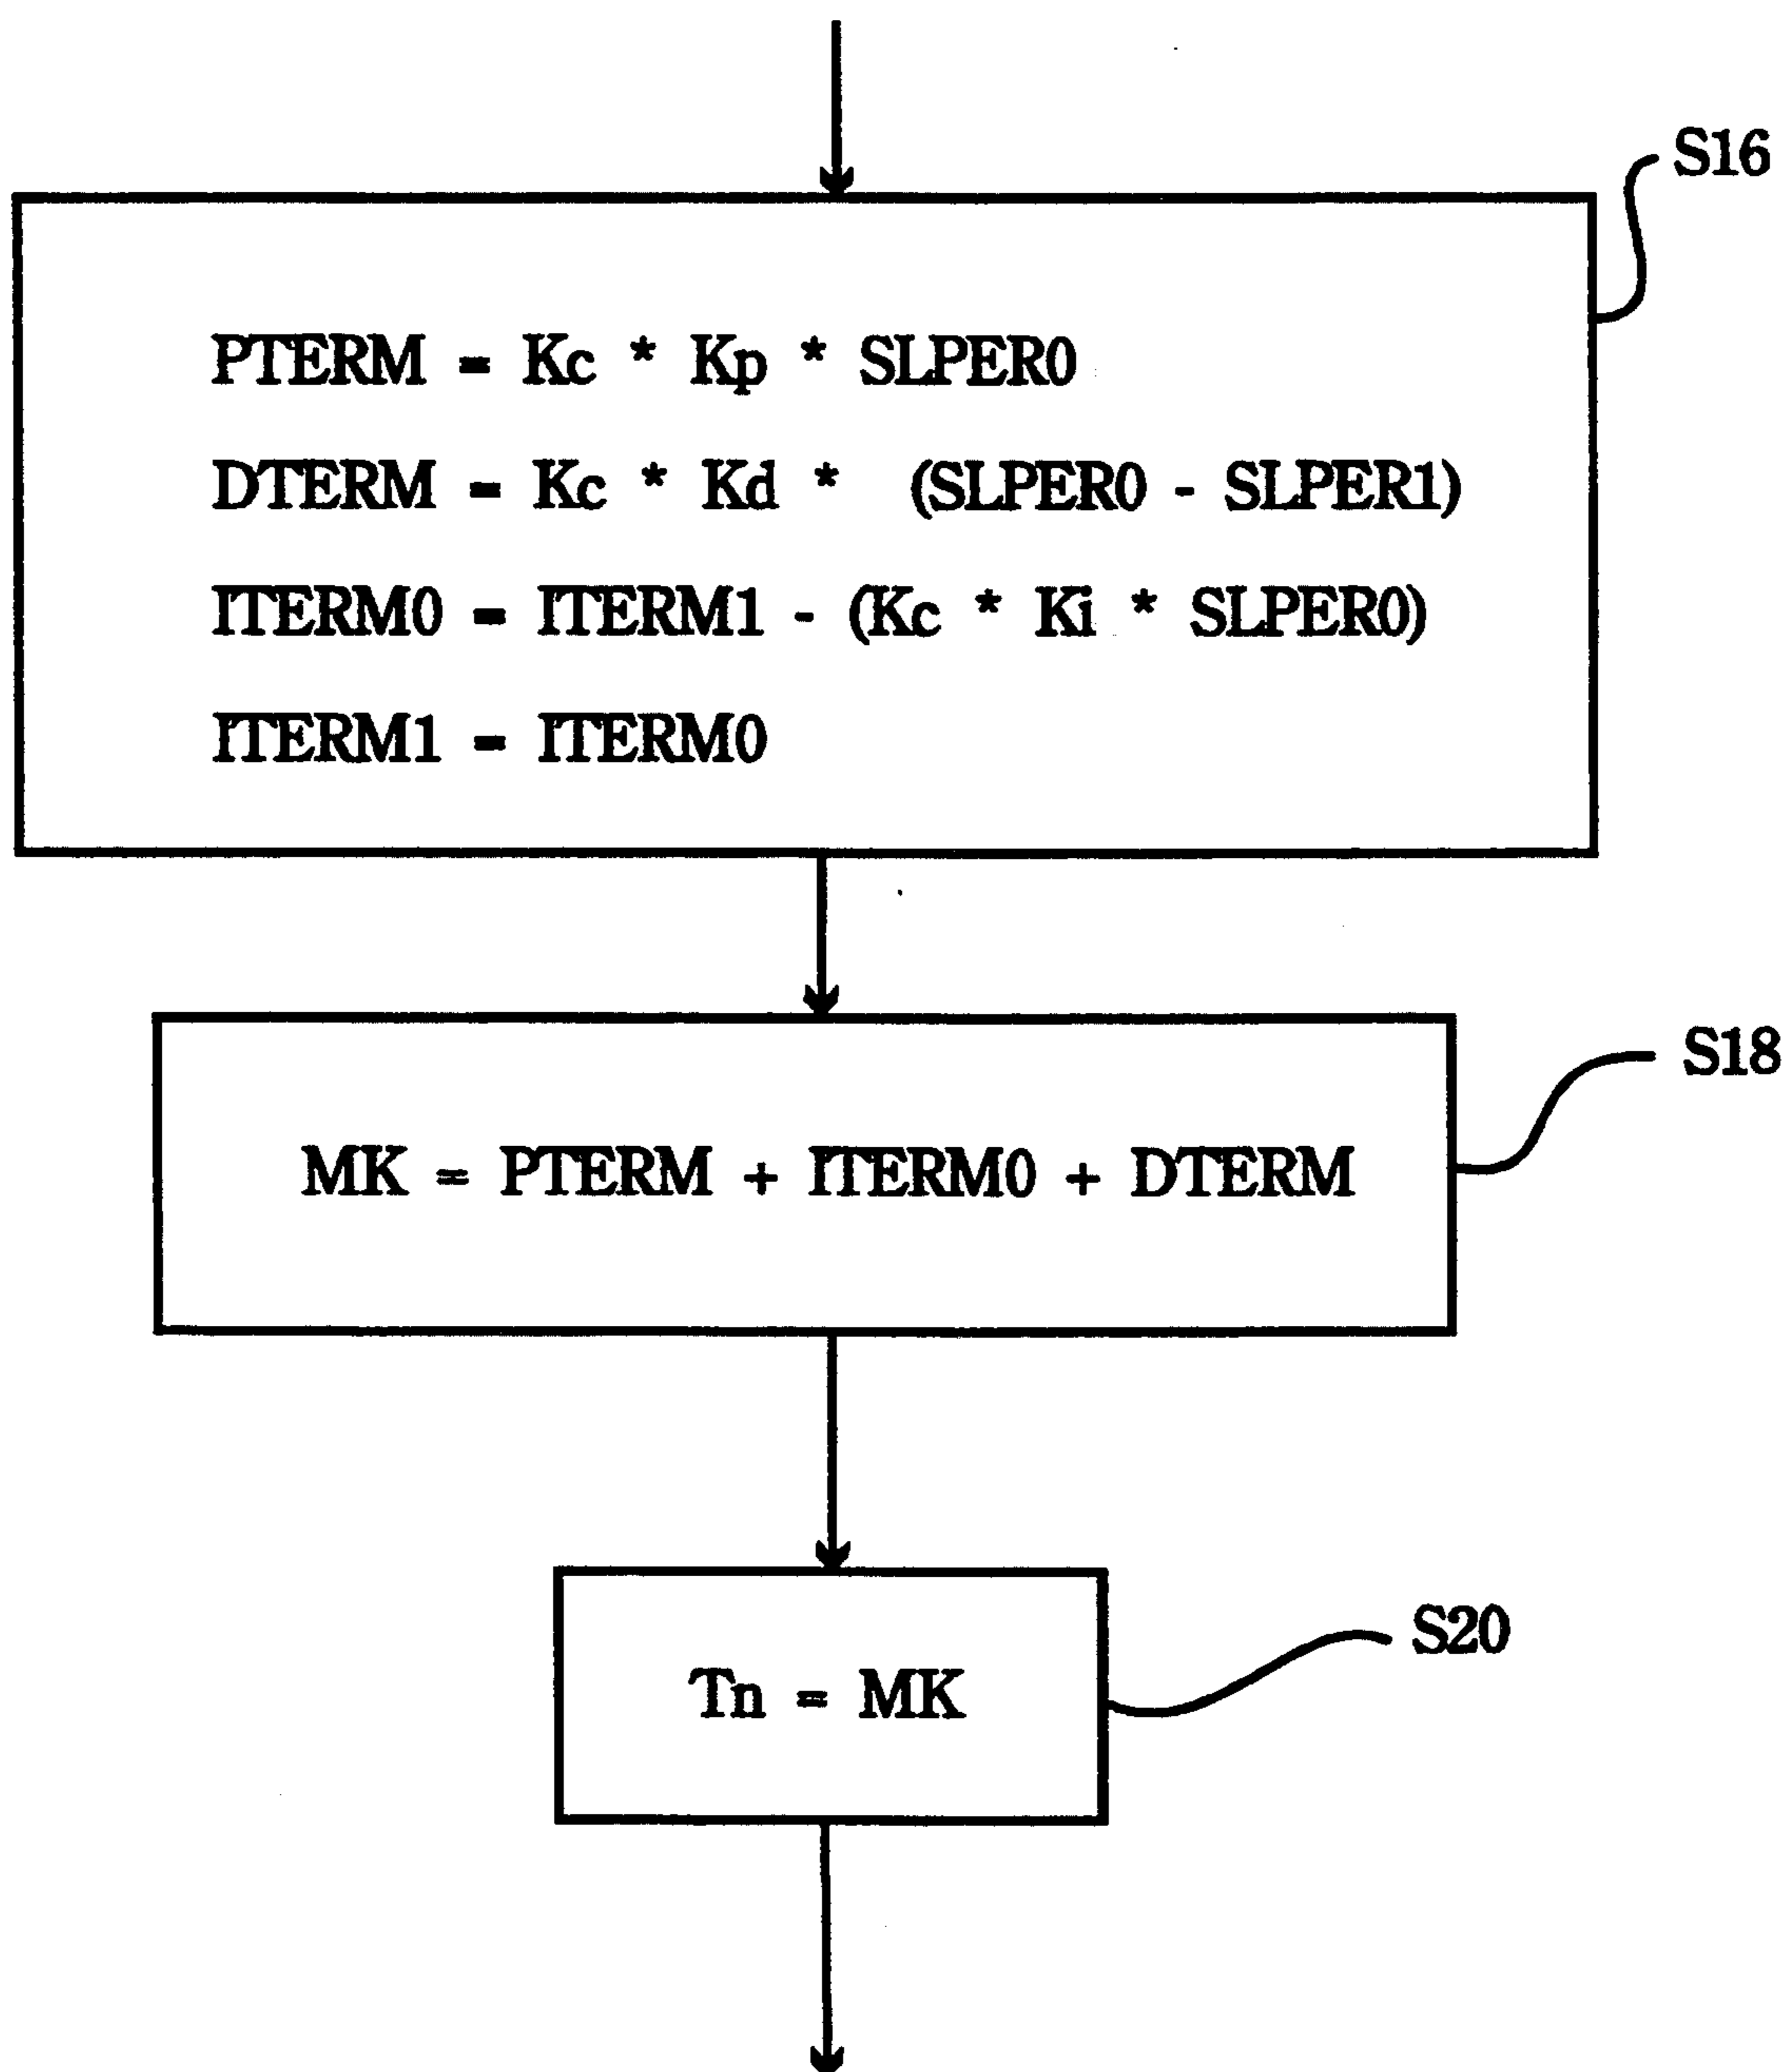 S16
PTERM = Kc * Kp * SLPER0
DTERM = Kc * Kd * (SLPER0 - SLPER1)
ITERM0 = ITERM1 - (Kc * Ki * SLPER0)
ITERM1 = ITERM0
S18
MK = PTERM + ITERM0 + DTERM
S20
Tn = MK